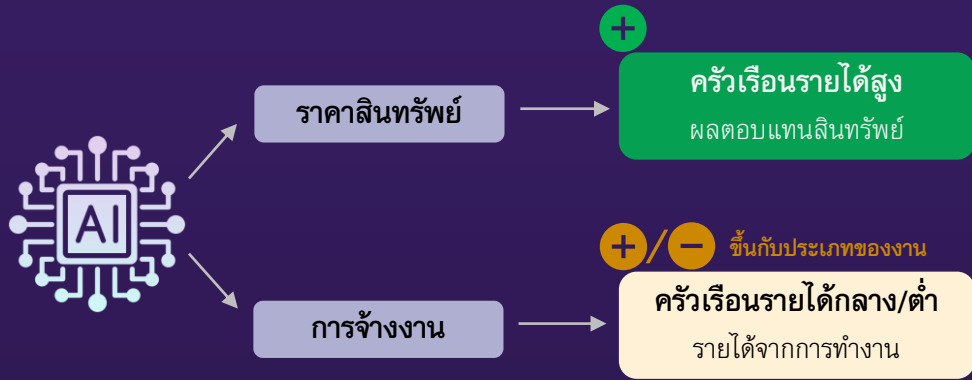 +
ครัวเรือนรายได้สูง
ผลตอบแทนสินทรัพย์
ราคาสินทรัพย์
AI
+/− ขึ้นกับประเภทของงาน
ครัวเรือนรายได้กลาง/ต่ำ
รายได้จากการทำงาน
การจ้างงาน